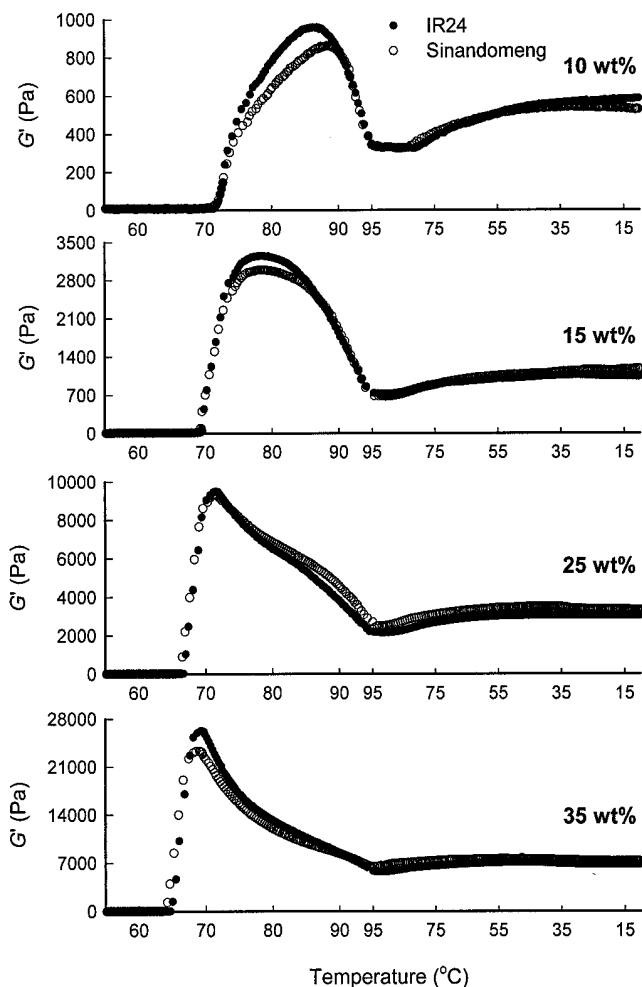 IR24
Sinandomeng
10 wt%
G' (Pa)
1000
800
600
400
200
0
60 70 80 90 95 75 55 35 15
15 wt%
G' (Pa)
3500
2800
2100
1400
700
0
60 70 80 90 95 75 55 35 15
25 wt%
G' (Pa)
10000
8000
6000
4000
2000
0
60 70 80 90 95 75 55 35 15
35 wt%
G' (Pa)
28000
21000
14000
7000
0
60 70 80 90 95 75 55 35 15
Temperature (°C)